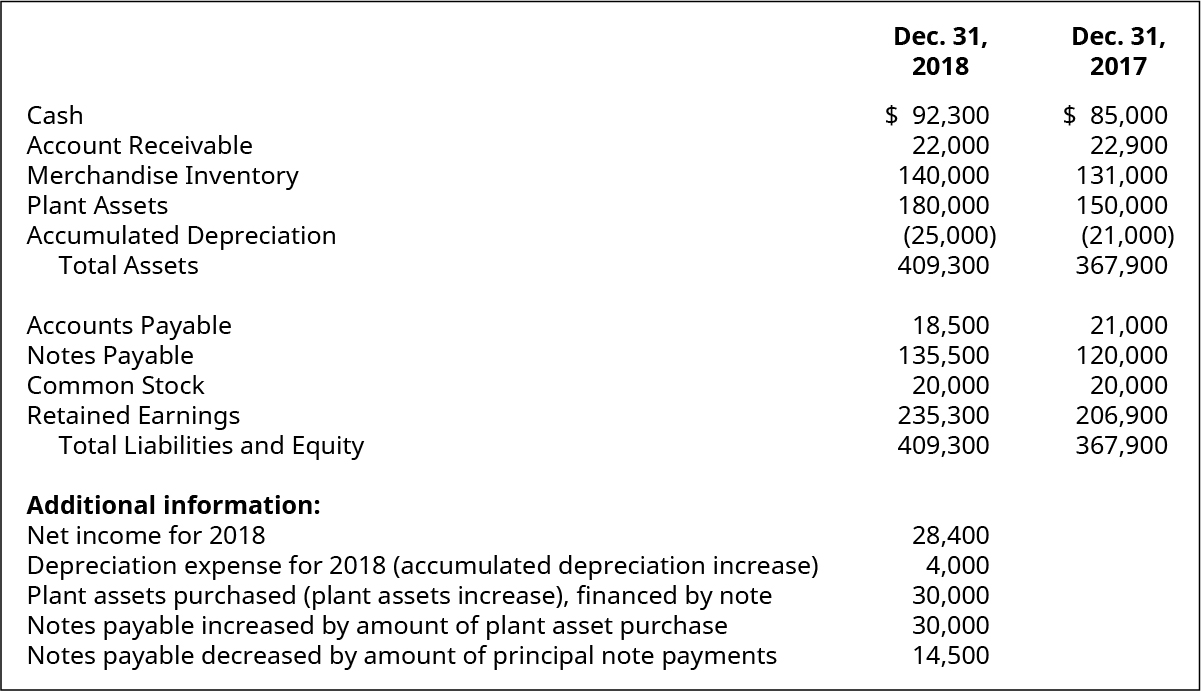 Dec. 31, Dec. 31,
2018 2017
Cash $ 92,300 $ 85,000
Account Receivable 22,000 22,900
Merchandise Inventory 140,000 131,000
Plant Assets 180,000 150,000
Accumulated Depreciation (25,000) (21,000)
Total Assets 409,300 367,900
Accounts Payable 18,500 21,000
Notes Payable 135,500 120,000
Common Stock 20,000 20,000
Retained Earnings 235,300 206,900
Total Liabilities and Equity 409,300 367,900
Additional information:
Net income for 2018 28,400
Depreciation expense for 2018 (accumulated depreciation increase) 4,000
Plant assets purchased (plant assets increase), financed by note 30,000
Notes payable increased by amount of plant asset purchase 30,000
Notes payable decreased by amount of principal note payments 14,500